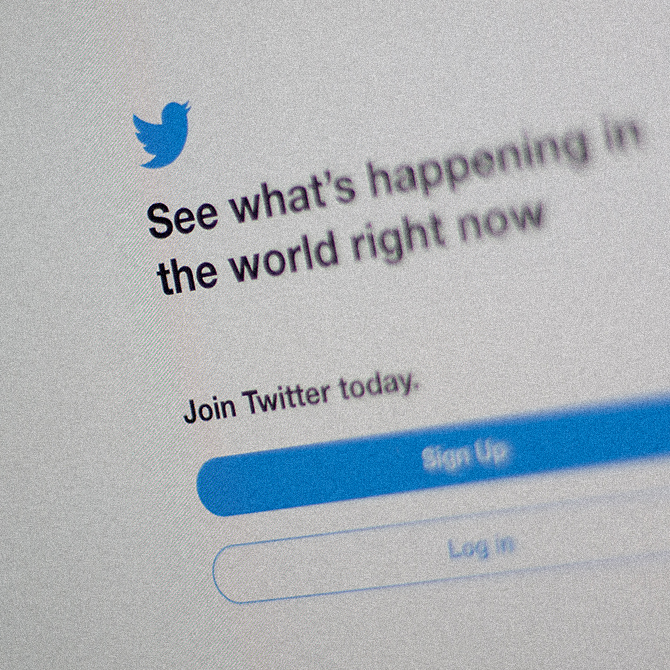 See what's happening in
the world right now
Join Twitter today.
Sign Up
Log in